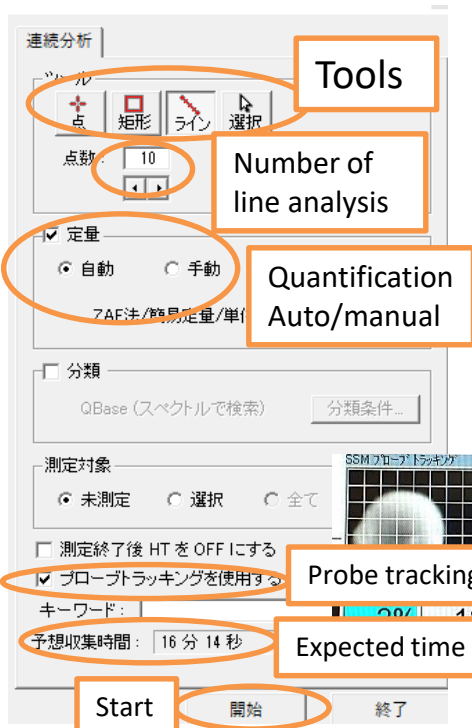 連続分析
ツール
Tools
点 矩形 ライン 選択
点数: 10
Number of
line analysis
定量
自動 手動
Quantification
Auto/manual
ZAF法/簡易定量/単
分類
QBase (スペクトルで検索) 分類条件...
測定対象
SSM プローブ トラッキング
未測定 選択 全て
測定終了後 HT を OFF にする
プローブトラッキングを使用する
Probe tracking
キーワード:
予想収集時間: 16 分 14 秒
Expected time
Start
開始
終了